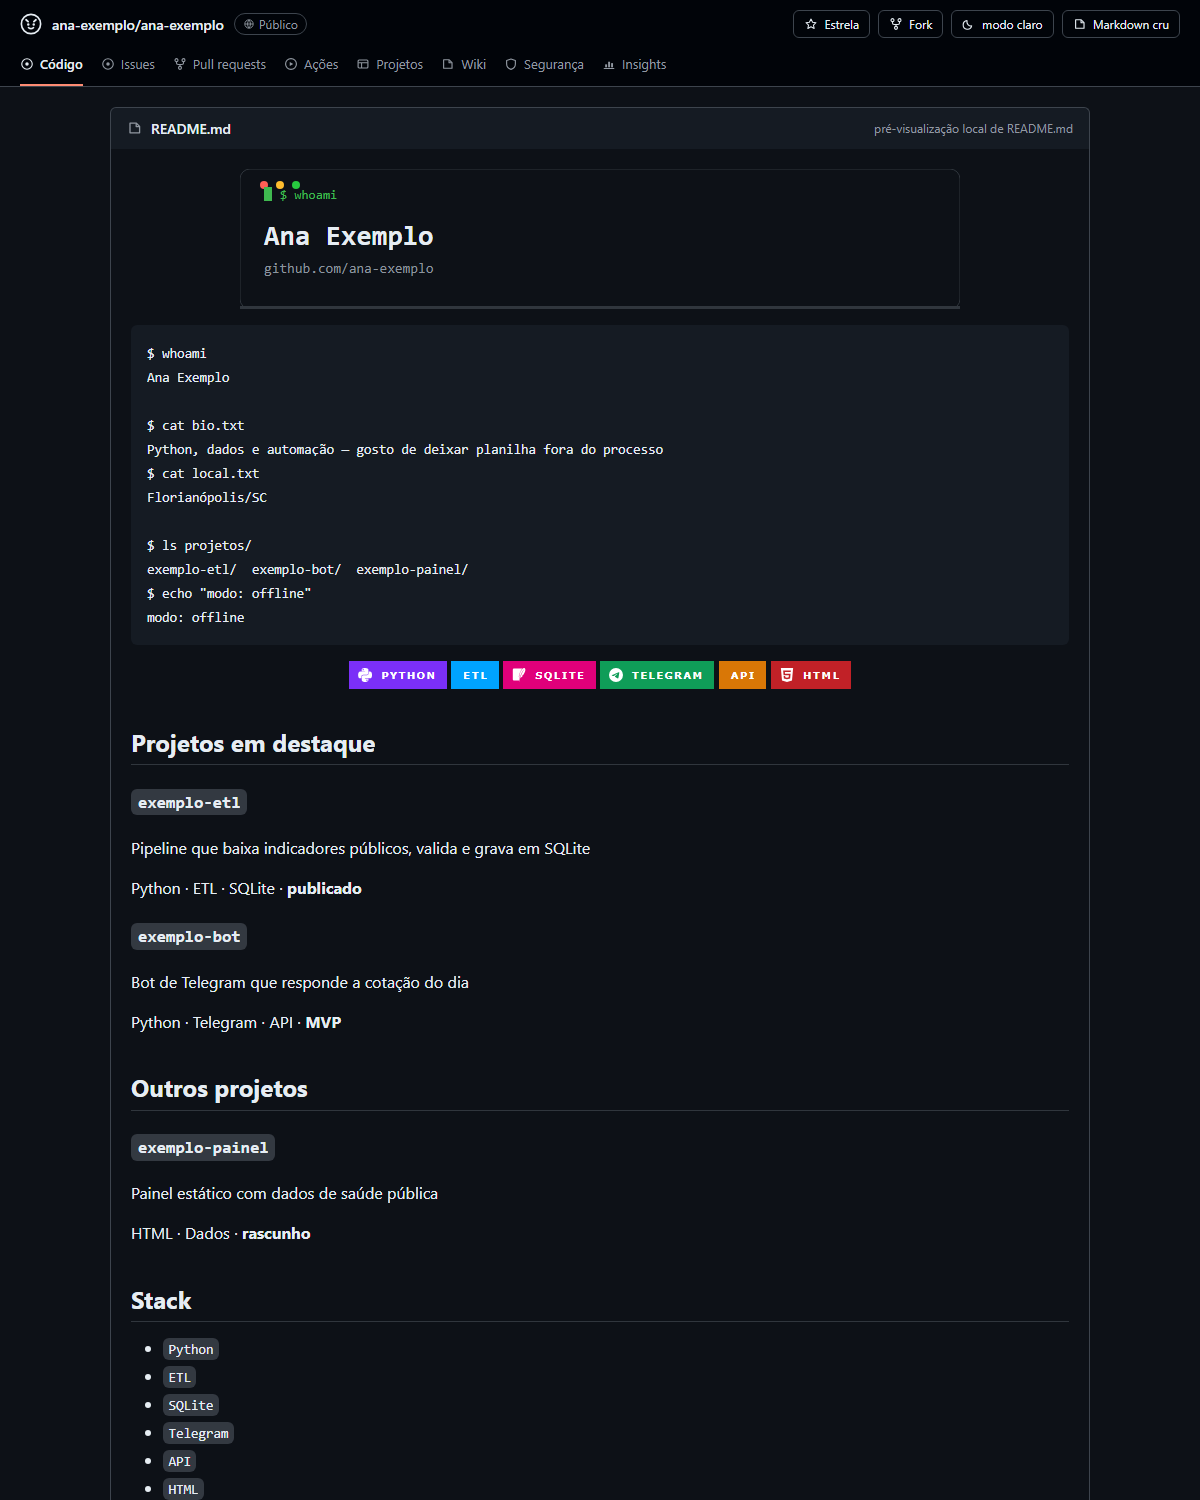 ana-exemplo/ana-exemplo Público Estrela Fork modo claro Markdown cru
Código Issues Pull requests Ações Projetos Wiki Segurança Insights
README.md pré-visualização local de README.md
$ whoami
Ana Exemplo
github.com/ana-exemplo
$ whoami
Ana Exemplo
$ cat bio.txt
Python, dados e automação — gosto de deixar planilha fora do processo
$ cat local.txt
Florianópolis/SC
$ ls projetos/
exemplo-etl/  exemplo-bot/  exemplo-painel/
$ echo "modo: offline"
modo: offline
PYTHON ETL SQLITE TELEGRAM API HTML
Projetos em destaque
exemplo-etl
Pipeline que baixa indicadores públicos, valida e grava em SQLite
Python · ETL · SQLite · publicado
exemplo-bot
Bot de Telegram que responde a cotação do dia
Python · Telegram · API · MVP
Outros projetos
exemplo-painel
Painel estático com dados de saúde pública
HTML · Dados · rascunho
Stack
Python
ETL
SQLite
Telegram
API
HTML